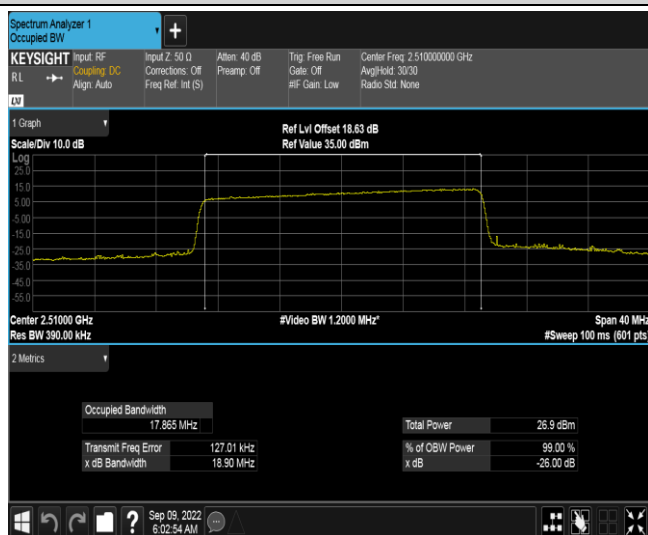 Spectrum Analyzer 1
Occupied BW
KEYSIGHT
RL
LXI
Input: RF
Coupling: DC
Align: Auto
Input Z: 50 Ω
Corrections: Off
Freq Ref: Int (S)
Atten: 40 dB
Preamp: Off
Trig: Free Run
Gate: Off
#IF Gain: Low
Center Freq: 2.510000000 GHz
Avg|Hold: 30/30
Radio Std: None
1 Graph
Scale/Div 10.0 dB
Ref Lvl Offset 18.63 dB
Ref Value 35.00 dBm
Log
25.0
15.0
5.00
-5.00
-15.0
-25.0
-35.0
-45.0
-55.0
Center 2.51000 GHz
Res BW 390.00 kHz
#Video BW 1.2000 MHz*
Span 40 MHz
#Sweep 100 ms (601 pts)
2 Metrics
Occupied Bandwidth
17.865 MHz
Transmit Freq Error 127.01 kHz
x dB Bandwidth 18.90 MHz
Total Power 26.9 dBm
% of OBW Power 99.00 %
x dB -26.00 dB
?
Sep 09, 2022
6:02:54 AM